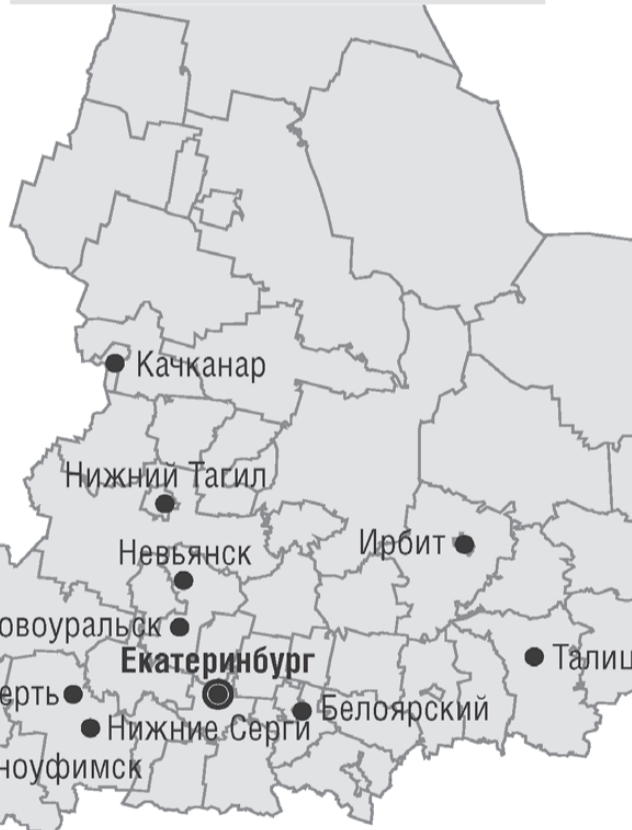 Качканар
Нижний Тагил
Ирбит
Невьянск
овоуральск
Екатеринбург
Талиц
ерть
Белоярский
Нижние Серги
ноуфимск